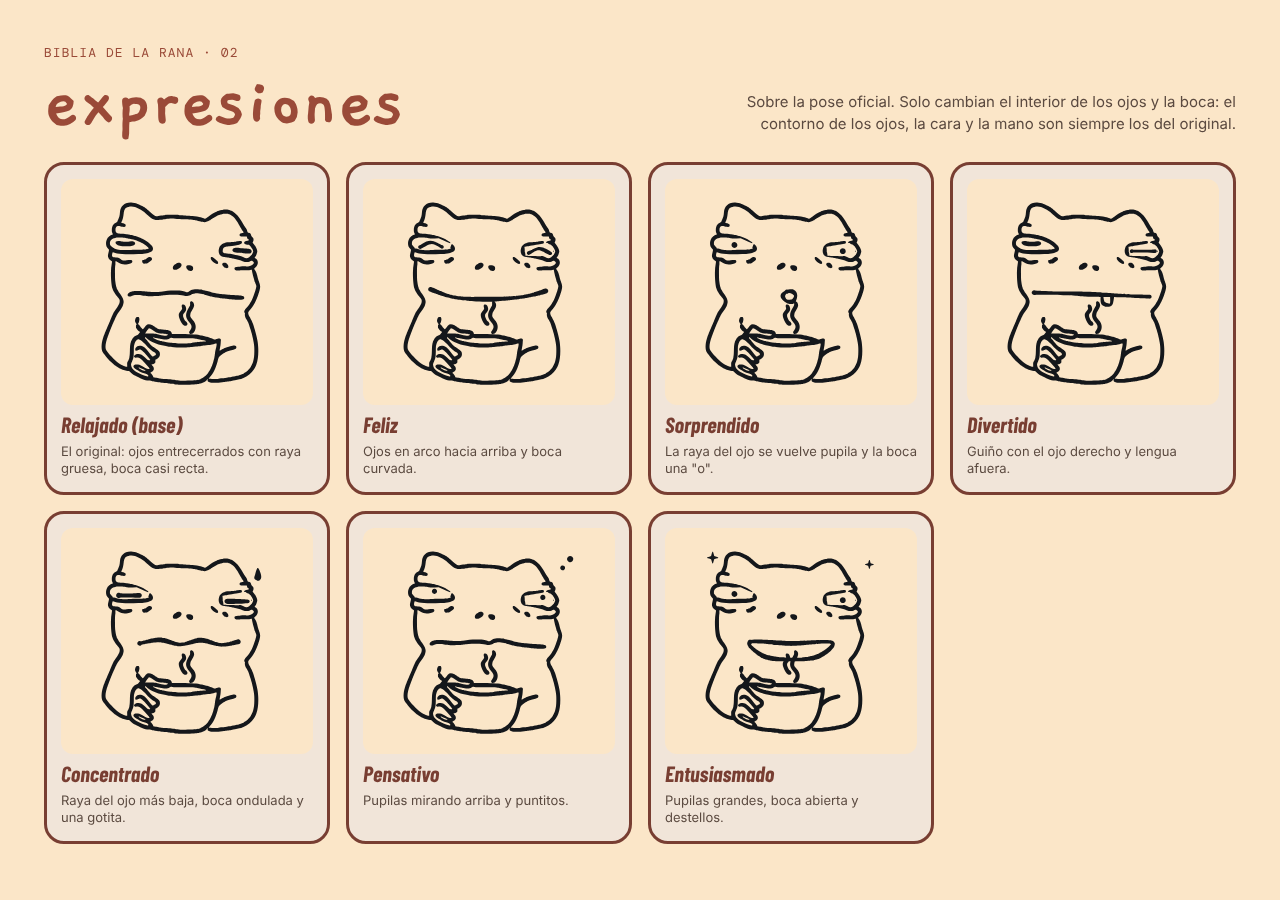 BIBLIA DE LA RANA · 02
expresiones
Sobre la pose oficial. Solo cambian el interior de los ojos y la boca: el
contorno de los ojos, la cara y la mano son siempre los del original.
Relajado (base)
El original: ojos entrecerrados con raya
gruesa, boca casi recta.
Feliz
Ojos en arco hacia arriba y boca
curvada.
Sorprendido
La raya del ojo se vuelve pupila y la boca
una "o".
Divertido
Guiño con el ojo derecho y lengua
afuera.
Concentrado
Raya del ojo más baja, boca ondulada y
una gotita.
Pensativo
Pupilas mirando arriba y puntitos.
Entusiasmado
Pupilas grandes, boca abierta y
destellos.